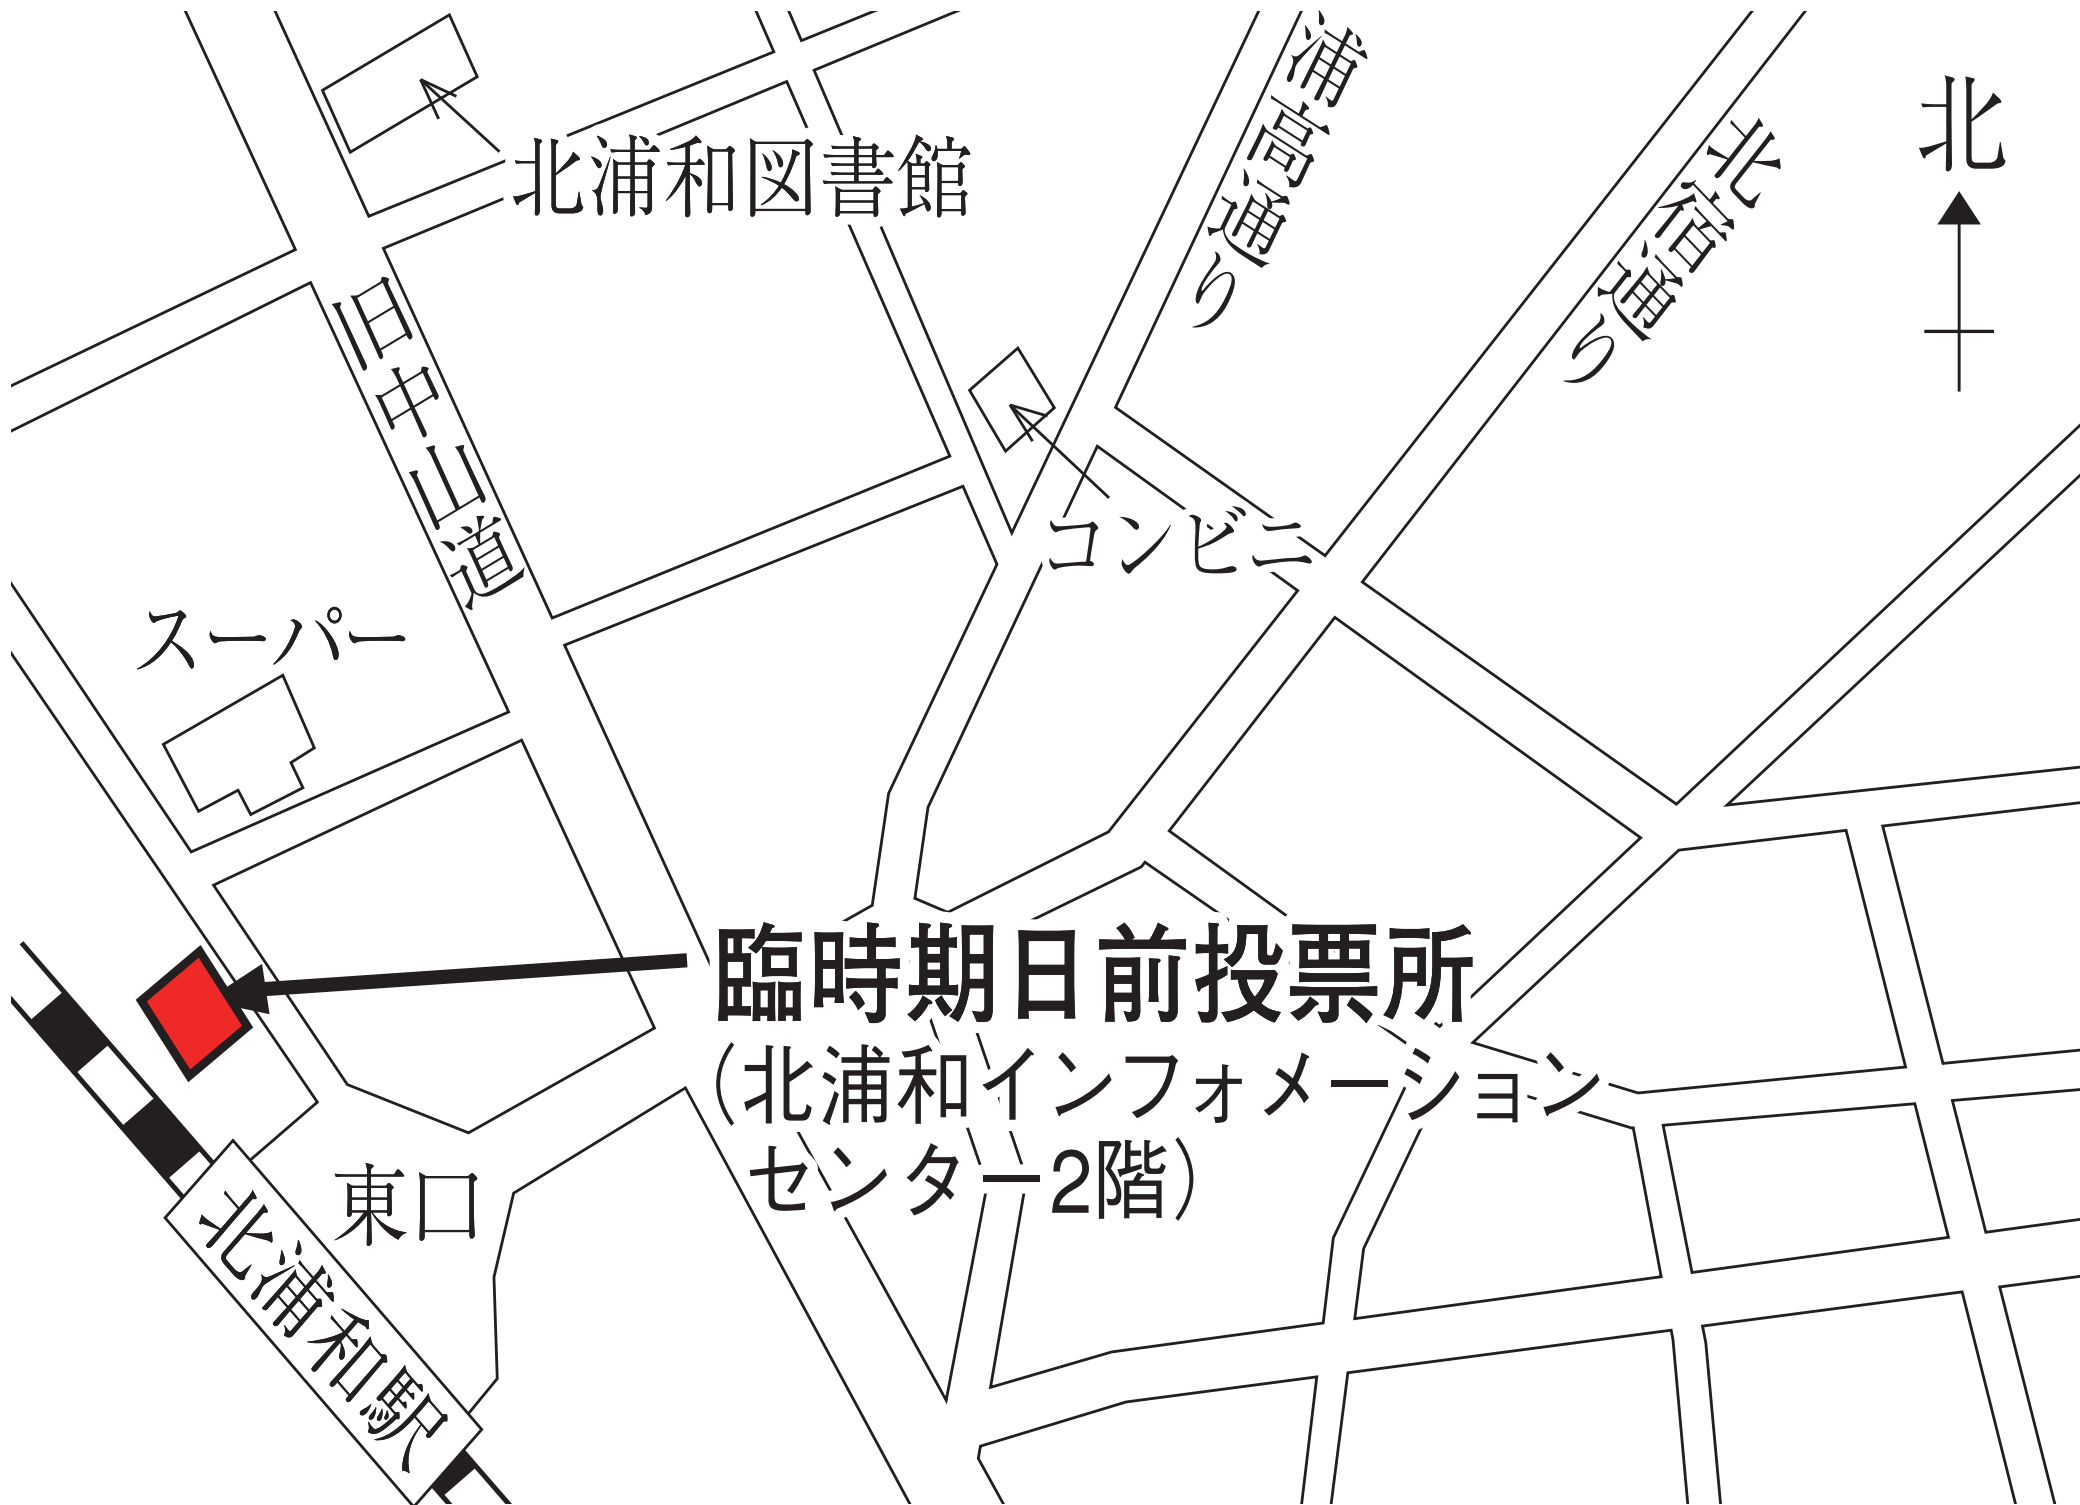 北
浦高通り
北宿通り
北浦和図書館
旧中山道
コンビニ
スーパー
臨時期日前投票所
（北浦和インフォメーション
センター2階）
東口
北浦和駅